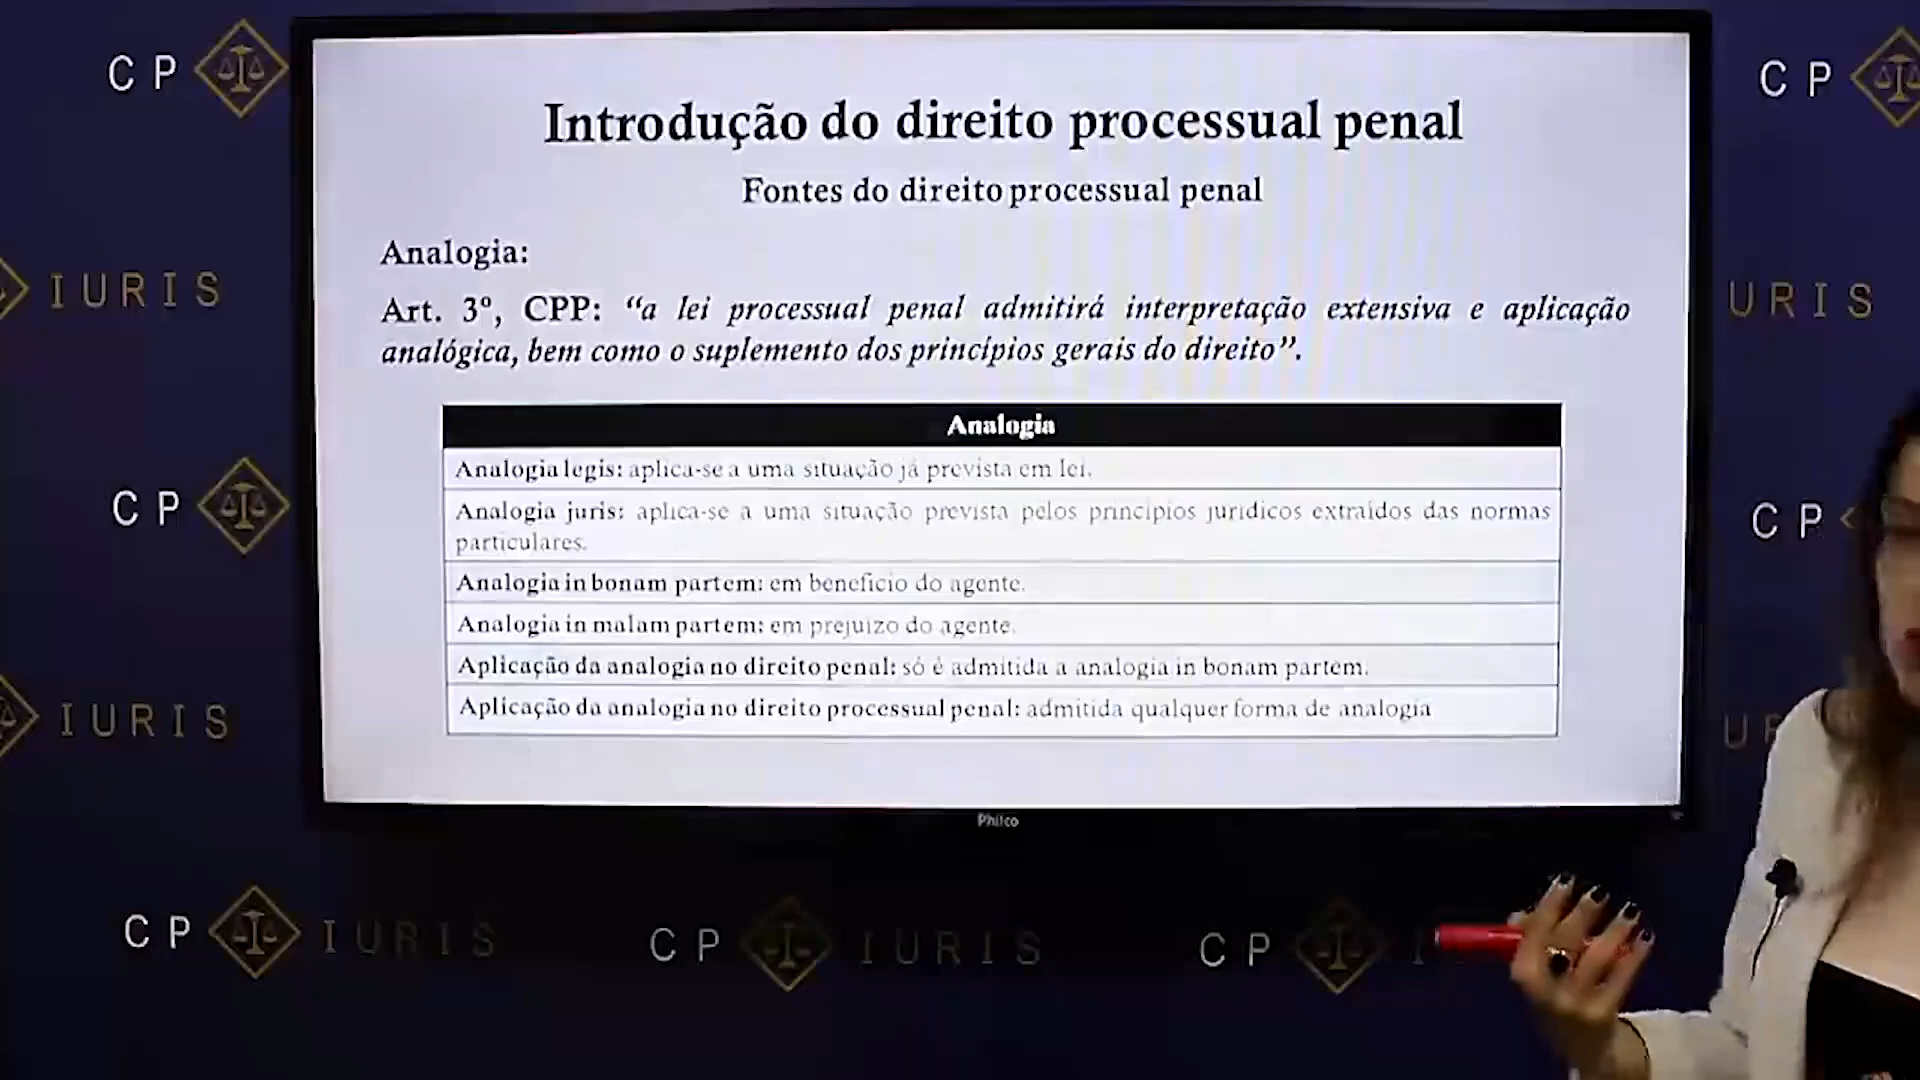 CP
CP
Introdução do direito processual penal
Fontes do direito processual penal
Analogia:
IURIS
URIS
Art. 3º, CPP: “a lei processual penal admitirá interpretação extensiva e aplicação
analógica, bem como o suplemento dos princípios gerais do direito”.
Analogia
Analogia legis: aplica-se a uma situação já prevista em lei.
Analogia juris: aplica-se a uma situação prevista pelos princípios jurídicos extraídos das normas
particulares.
CP
CP
Analogia in bonam partem: em benefício do agente.
Analogia in malam partem: em prejuízo do agente.
Aplicação da analogia no direito penal: só é admitida a analogia in bonam partem.
Aplicação da analogia no direito processual penal: admitida qualquer forma de analogia
IURIS
UR
Philco
CP IURIS
CP IURIS
CP I